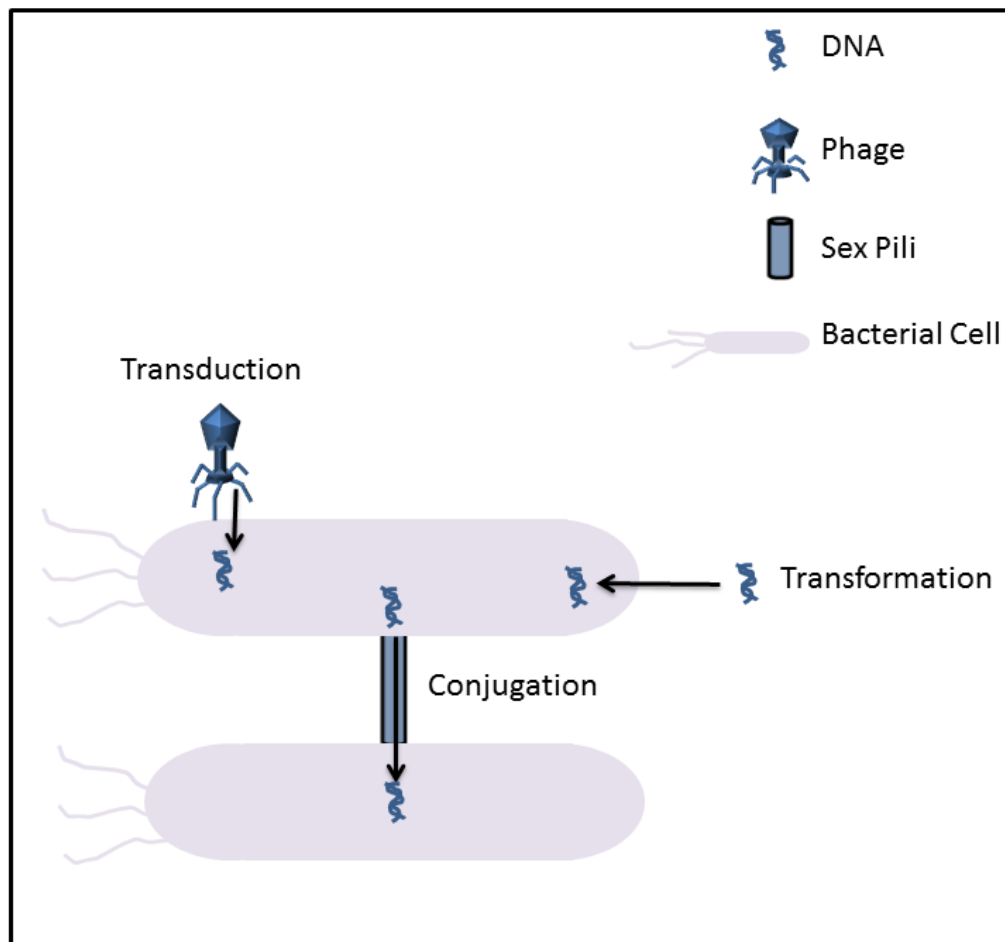 DNA
Phage
Sex Pili
Bacterial Cell
Transduction
Transformation
Conjugation